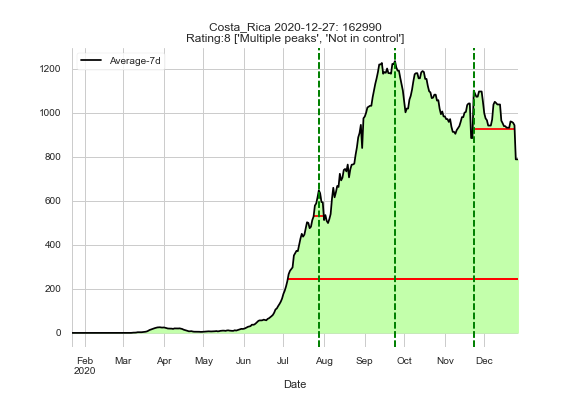 Costa_Rica 2020-12-27: 162990
Rating:8 ['Multiple peaks', 'Not in control']
Average-7d
1200
1000
800
600
400
200
0
Feb Mar Apr May Jun Jul Aug Sep Oct Nov Dec
2020
Date